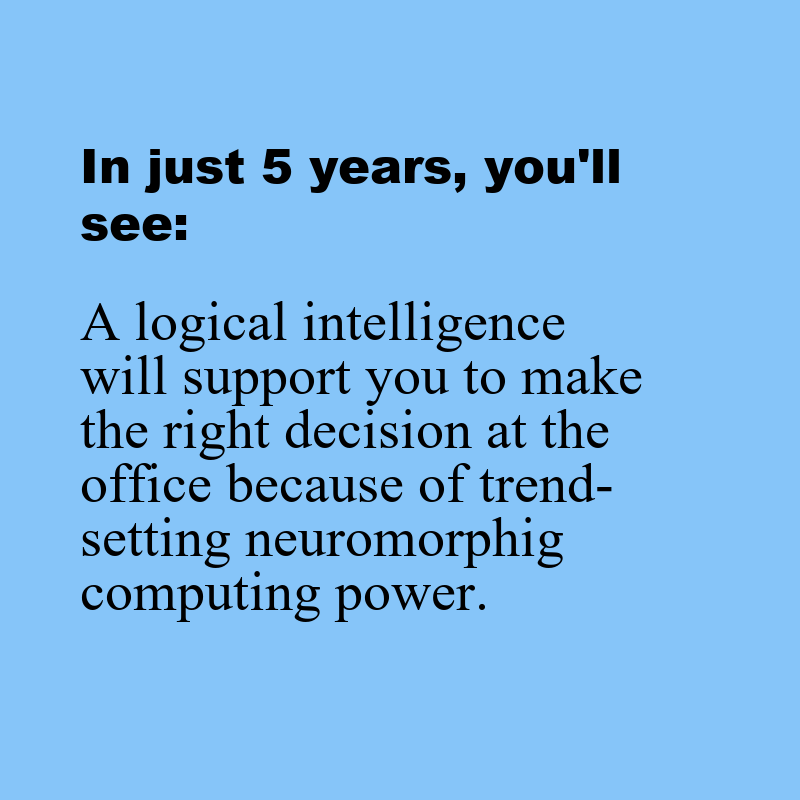 In just 5 years, you'll
see:
A logical intelligence
will support you to make
the right decision at the
office because of trend-
setting neuromorphig
computing power.